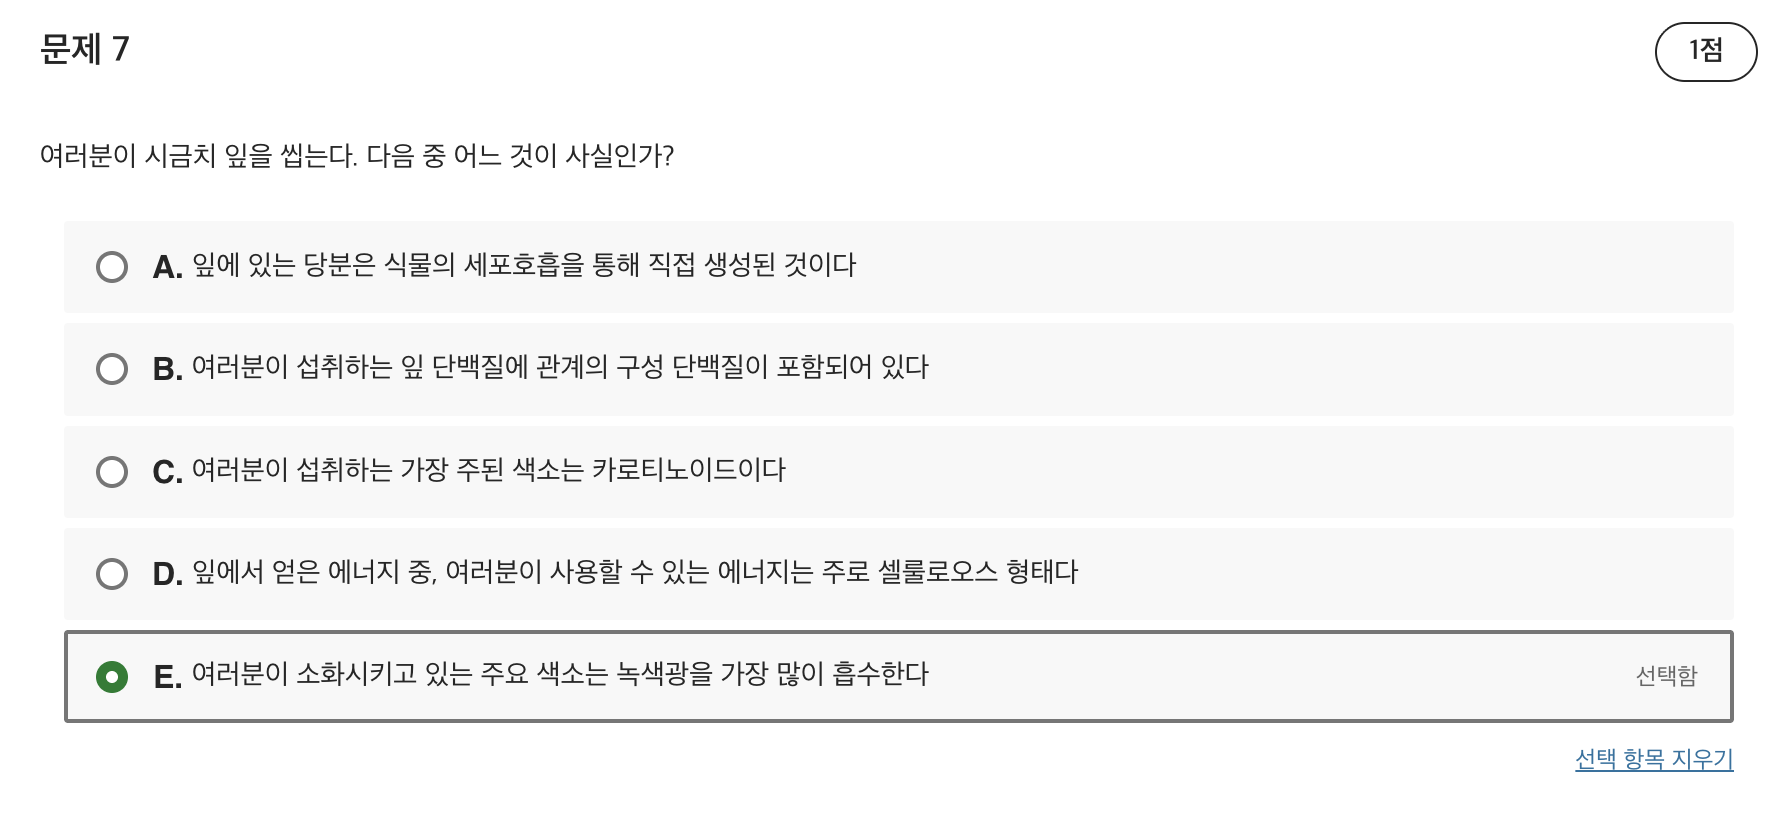 문제 7
1점
여러분이 시금치 잎을 씹는다. 다음 중 어느 것이 사실인가?
A. 잎에 있는 당분은 식물의 세포호흡을 통해 직접 생성된 것이다
B. 여러분이 섭취하는 잎 단백질에 관계의 구성 단백질이 포함되어 있다
C. 여러분이 섭취하는 가장 주된 색소는 카로티노이드이다
D. 잎에서 얻은 에너지 중, 여러분이 사용할 수 있는 에너지는 주로 셀룰로오스 형태다
E. 여러분이 소화시키고 있는 주요 색소는 녹색광을 가장 많이 흡수한다
선택함
선택 항목 지우기